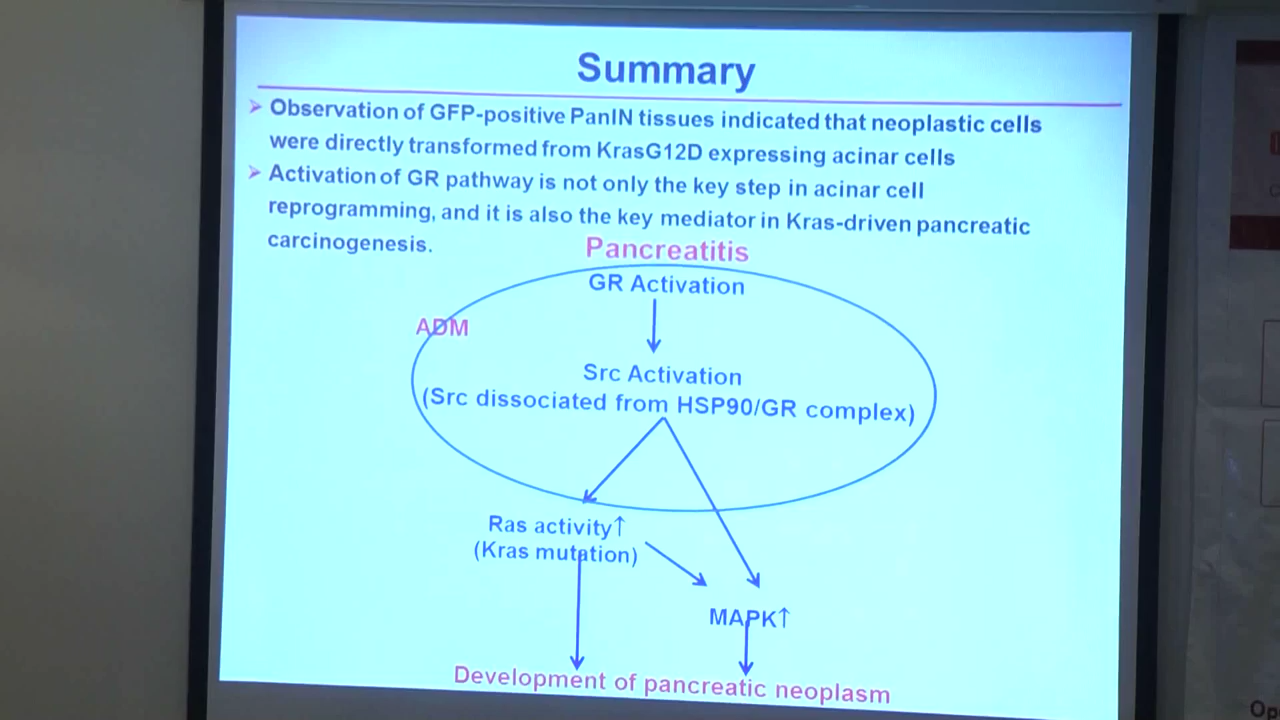 Summary
➢ Observation of GFP-positive PanIN tissues indicated that neoplastic cells
were directly transformed from KrasG12D expressing acinar cells
➢ Activation of GR pathway is not only the key step in acinar cell
reprogramming, and it is also the key mediator in Kras-driven pancreatic
carcinogenesis.
Pancreatitis
GR Activation
ADM
Src Activation
(Src dissociated from HSP90/GR complex)
Ras activity↑
(Kras mutation)
MAPK↑
Development of pancreatic neoplasm
Op